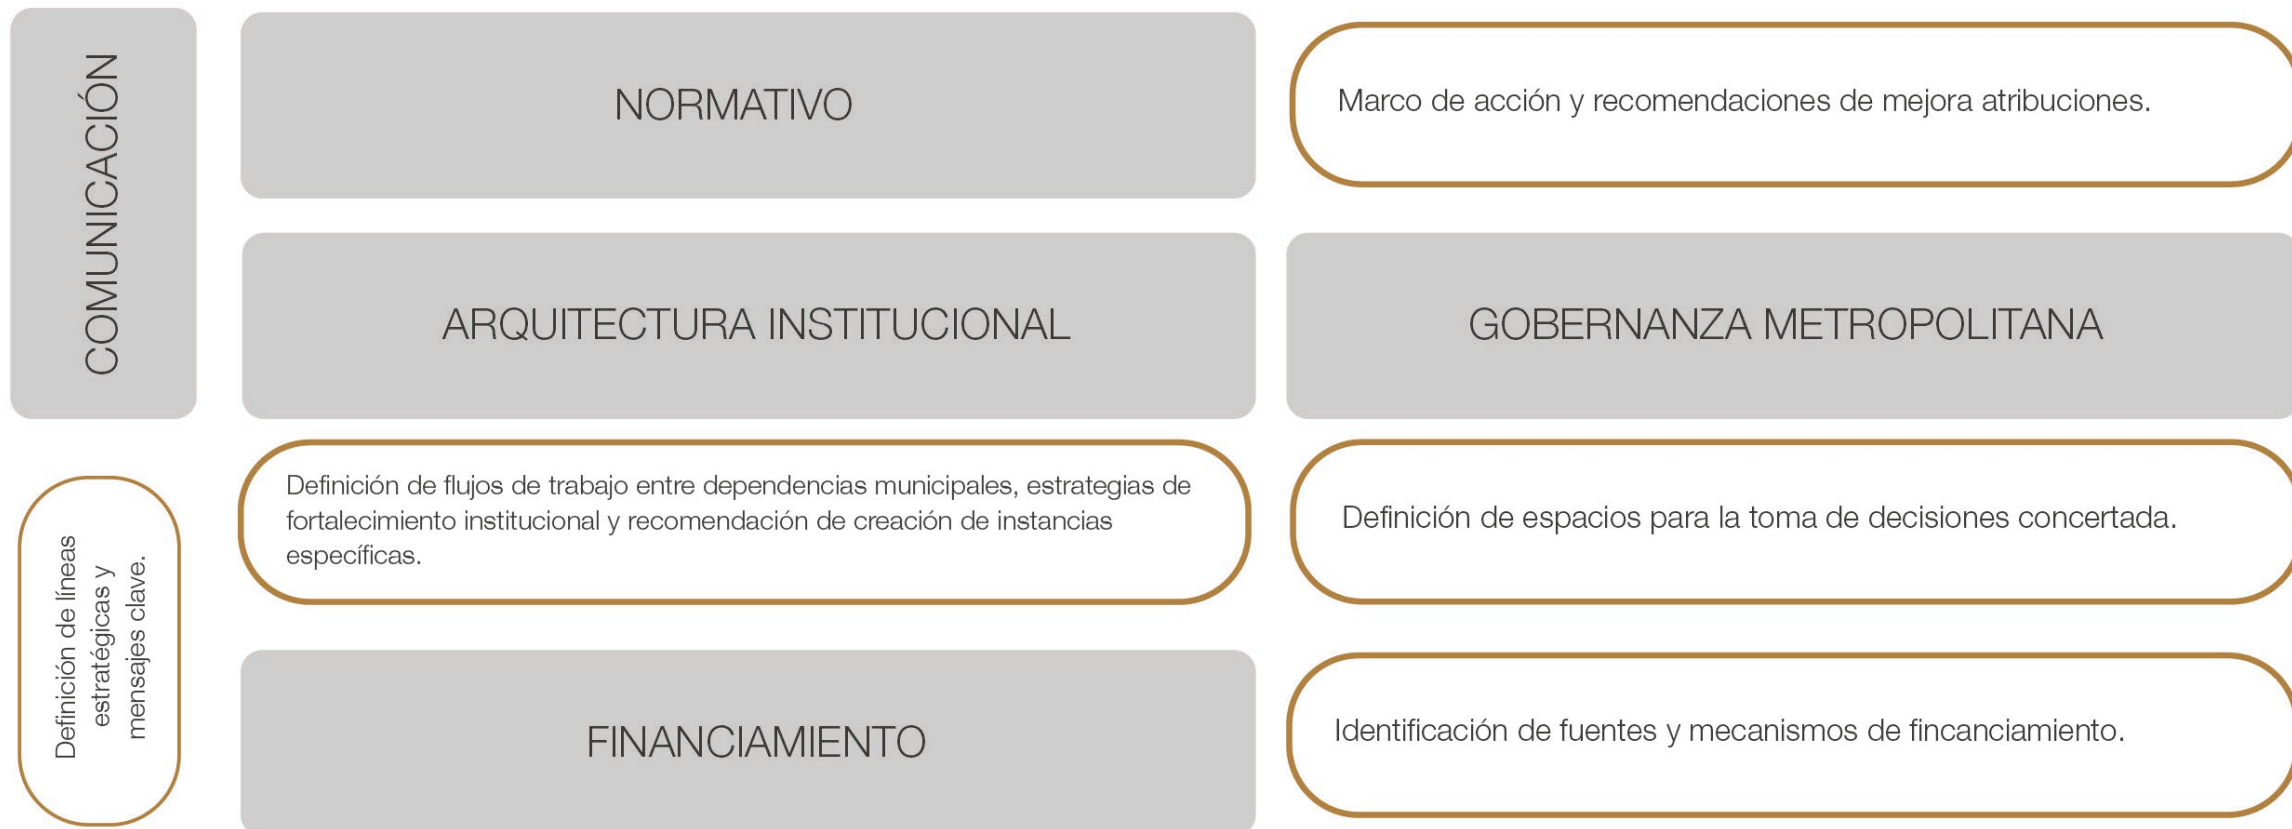 COMUNICACIÓN
Definición de líneas
estratégicas y
mensajes clave.
NORMATIVO
Marco de acción y recomendaciones de mejora atribuciones.
ARQUITECTURA INSTITUCIONAL
Definición de flujos de trabajo entre dependencias municipales, estrategias de
fortalecimiento institucional y recomendación de creación de instancias
específicas.
GOBERNANZA METROPOLITANA
Definición de espacios para la toma de decisiones concertada.
FINANCIAMIENTO
Identificación de fuentes y mecanismos de fincanciamiento.